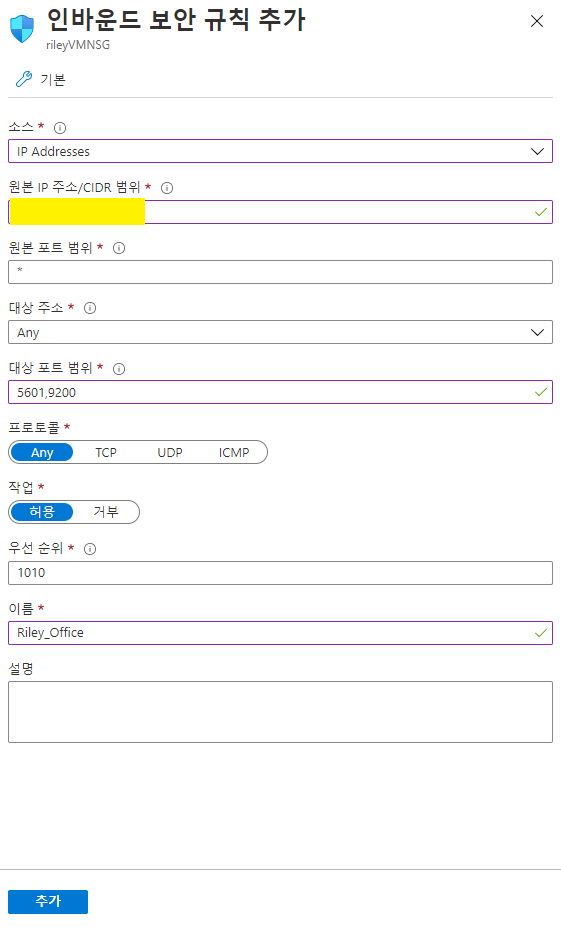 인바운드 보안 규칙 추가
rileyVMNSG
기본
소스 *
IP Addresses
원본 IP 주소/CIDR 범위 *
원본 포트 범위 *
*
대상 주소 *
Any
대상 포트 범위 *
5601,9200
프로토콜 *
Any TCP UDP ICMP
작업 *
허용 거부
우선 순위 *
1010
이름 *
Riley_Office
설명
추가